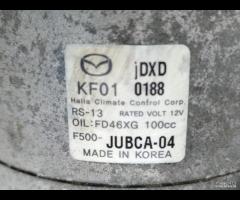 jDXD
KF01 0188
Halla Climate Control Corp.
RS-13 RATED VOLT 12V
OIL:FD46XG 100cc
F500- JUBCA-04
MADE IN KOREA